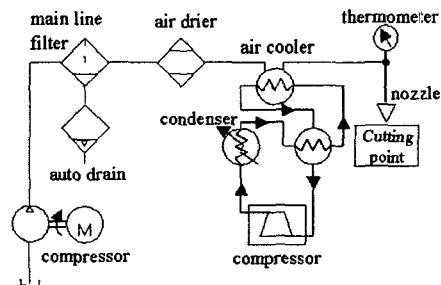 main line
filter
air drier
air cooler
thermometer
nozzle
condenser
Cutting
point
auto drain
M
compressor
compressor